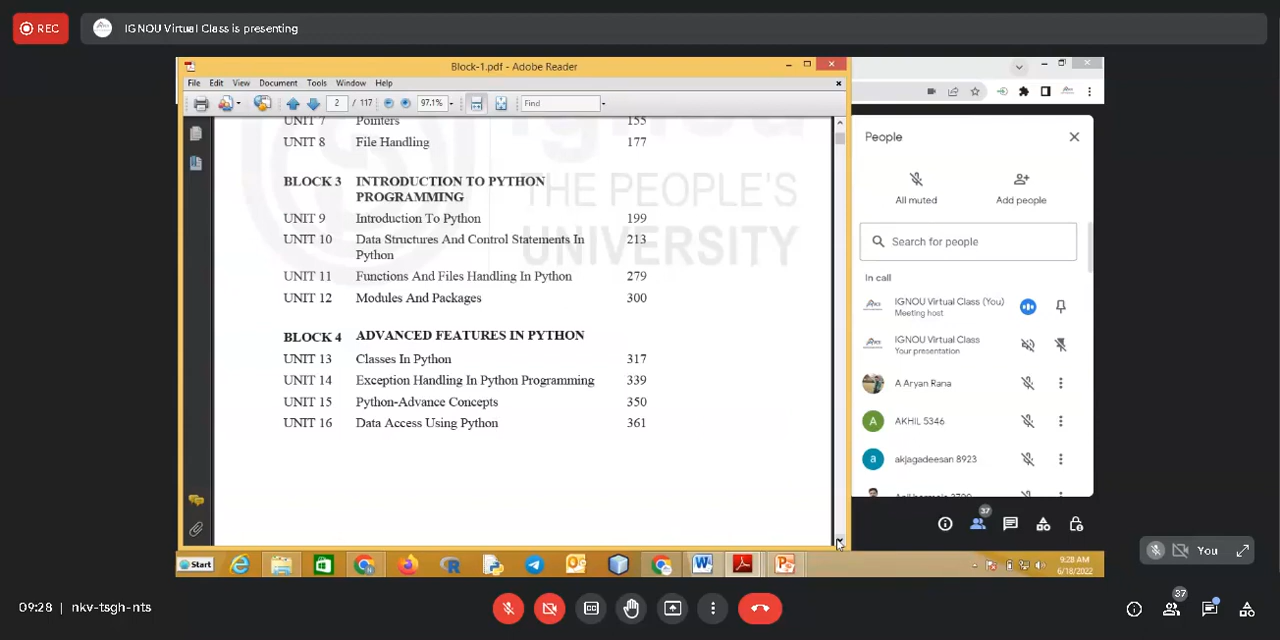 REC
IGNOU Virtual Class is presenting
Block-1.pdf - Adobe Reader
File Edit View Document Tools Window Help
2 / 117 97.1% Find
UNIT 7 Pointers 155
UNIT 8 File Handling 177
BLOCK 3 INTRODUCTION TO PYTHON
PROGRAMMING
UNIT 9 Introduction To Python 199
UNIT 10 Data Structures And Control Statements In 213
Python
UNIT 11 Functions And Files Handling In Python 279
UNIT 12 Modules And Packages 300
BLOCK 4 ADVANCED FEATURES IN PYTHON
UNIT 13 Classes In Python 317
UNIT 14 Exception Handling In Python Programming 339
UNIT 15 Python-Advance Concepts 350
UNIT 16 Data Access Using Python 361
ignou
THE PEOPLE'S
UNIVERSITY
People
All muted Add people
Search for people
In call
IGNOU Virtual Class (You)
Meeting host
IGNOU Virtual Class
Your presentation
A Aryan Rana
A AKHIL 5346
a akjagadeesan 8923
37
Start
9:28 AM
6/18/2022
You
09:28 | nkv-tsgh-nts
37